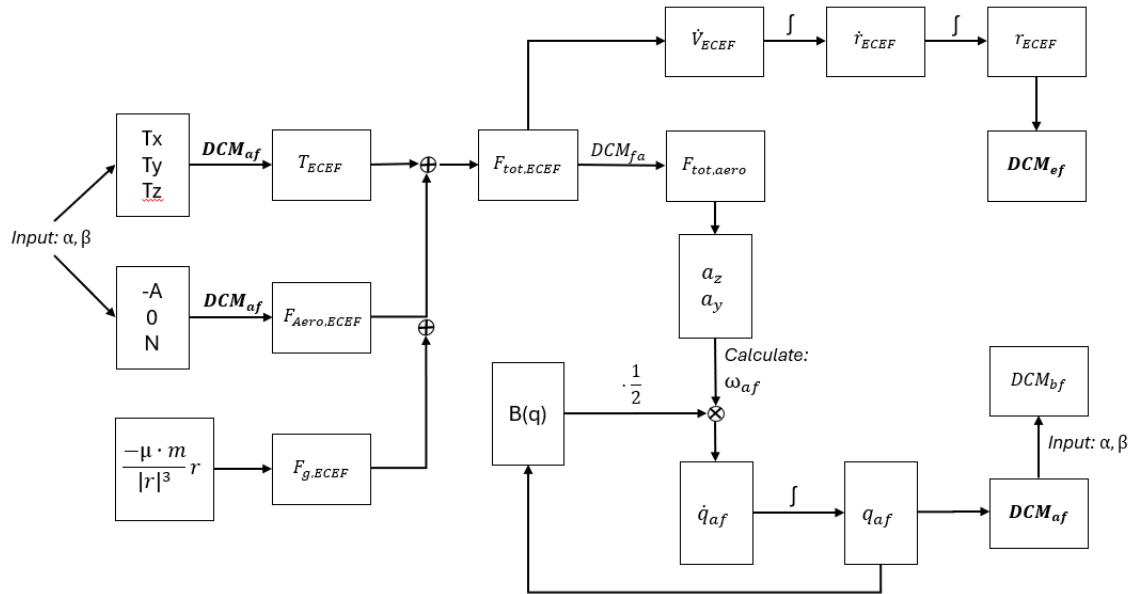 V̇_ECEF
∫
ṙ_ECEF
∫
r_ECEF
Tx
Ty
Tz
DCM_af
T_ECEF
⊕
F_tot,ECEF
DCM_fa
F_tot,aero
DCM_ef
Input: α, β
-A
0
N
DCM_af
F_Aero,ECEF
⊕
a_z
a_y
Calculate:
ω_af
B(q)
· 1/2
⊗
DCM_bf
Input: α, β
−μ · m / |r|³ r
F_g,ECEF
q̇_af
∫
q_af
DCM_af